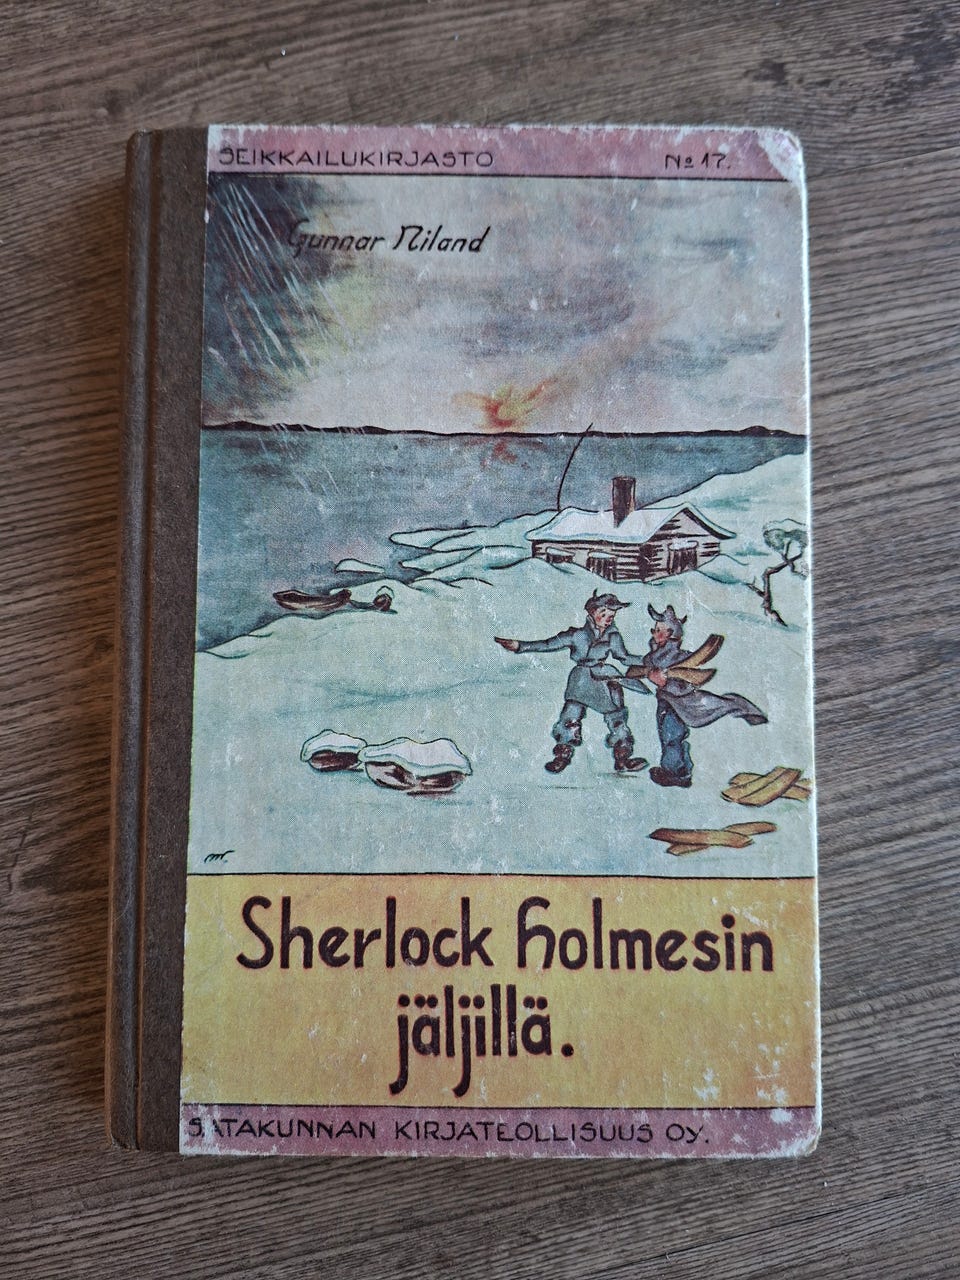 SEIKKAILUKIRJASTO No 17.
Gunnar Niland
Sherlock Holmesin
jäljillä.
SATAKUNNAN KIRJATEOLLISUUS OY.